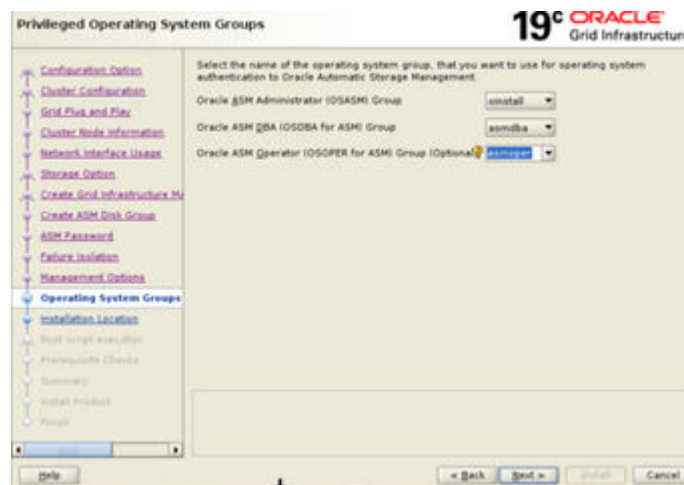 Privileged Operating System Groups
19c ORACLE
Grid Infrastructure
Configuration Option
Cluster Configuration
Grid Plug and Play
Cluster Node Information
Network Interface Usage
Storage Option
Create Grid Infrastructure Ma
Create ASM Disk Group
ASM Password
Failure Isolation
Management Options
Operating System Groups
Installation Location
Root script execution
Prerequisite Checks
Summary
Install Product
Finish
Select the name of the operating system group, that you want to use for operating system
authentication to Oracle Automatic Storage Management.
Oracle ASM Administrator (OSASM) Group
oinstall
Oracle ASM DBA (OSDBA for ASM) Group
asmdba
Oracle ASM Operator (OSOPER for ASM) Group (Optional)
asmoper
Help
< Back
Next >
Install
Cancel